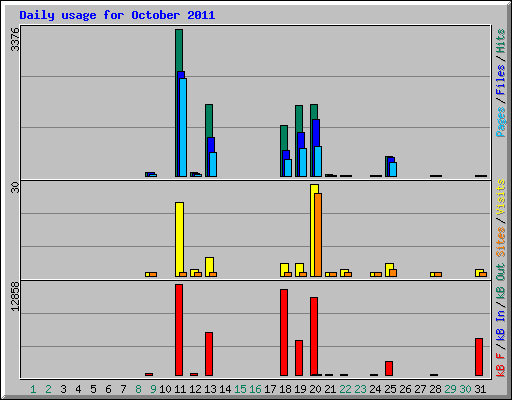 Daily usage for October 2011
3376
30
12858
Pages / Files / Hits
Sites / Visits
kB F / kB In / kB Out
1 2 3 4 5 6 7 8 9 10 11 12 13 14 15 16 17 18 19 20 21 22 23 24 25 26 27 28 29 30 31